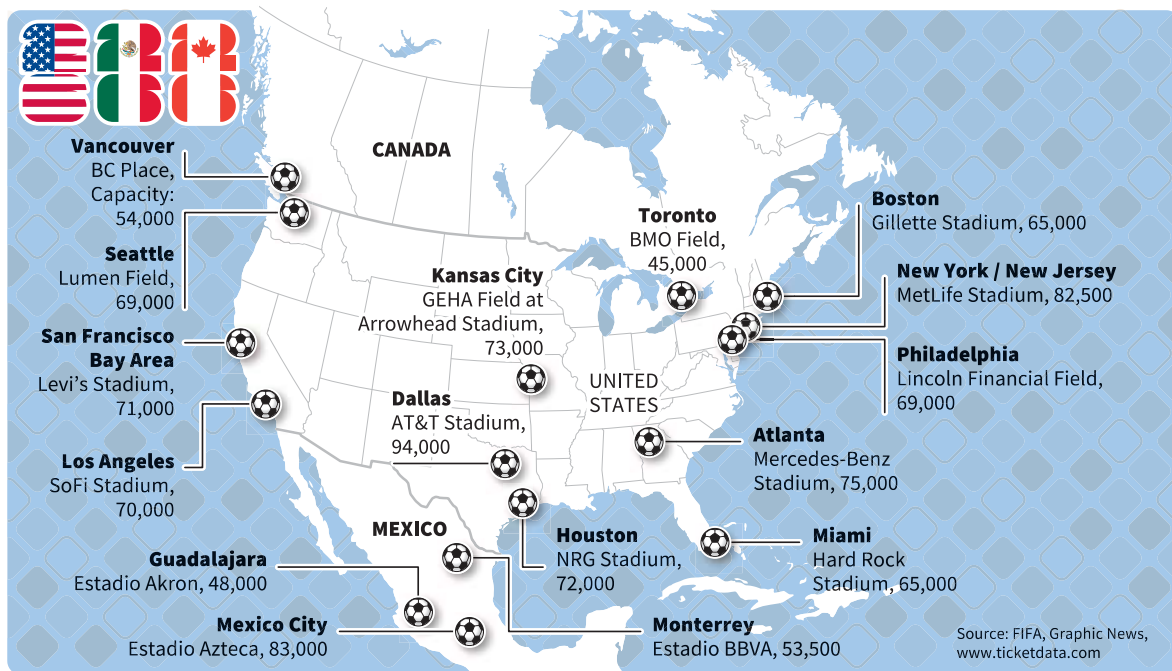 Vancouver
BC Place,
Capacity:
54,000
Seattle
Lumen Field,
69,000
San Francisco
Bay Area
Levi's Stadium,
71,000
Los Angeles
SoFi Stadium,
70,000
Guadalajara
Estadio Akron, 48,000
Mexico City
Estadio Azteca, 83,000
CANADA
Kansas City
GEHA Field at
Arrowhead Stadium,
73,000
Dallas
AT&T Stadium,
94,000
MEXICO
Toronto
BMO Field,
45,000
UNITED
STATES
Houston
NRG Stadium,
72,000
Monterrey
Estadio BBVA, 53,500
Boston
Gillette Stadium, 65,000
New York / New Jersey
MetLife Stadium, 82,500
Philadelphia
Lincoln Financial Field,
69,000
Atlanta
Mercedes-Benz
Stadium, 75,000
Miami
Hard Rock
Stadium, 65,000
Source: FIFA, Graphic News,
www.ticketdata.com